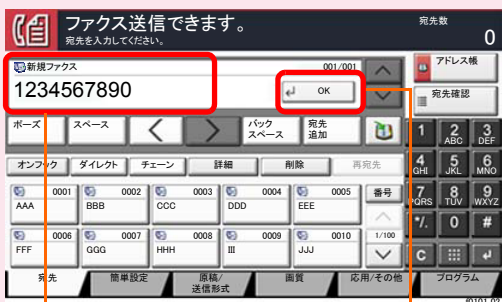 ファクス送信できます。
宛先を入力してください。
宛先数
0
新規ファクス
001/001
1234567890
OK
アドレス帳
宛先確認
ポーズ
スペース
バック
スペース
宛先
追加
1
2
ABC
3
DEF
オンフック
ダイレクト
チェーン
詳細
削除
再宛先
4
GHI
5
JKL
6
MNO
0001
AAA
0002
BBB
0003
CCC
0004
DDD
0005
EEE
番号
7
PQRS
8
TUV
9
WXYZ
0006
FFF
0007
GGG
0008
HHH
0009
III
0010
JJJ
1/100
*/.
0
#
C
宛先
簡単設定
原稿/
送信形式
画質
応用/その他
プログラム